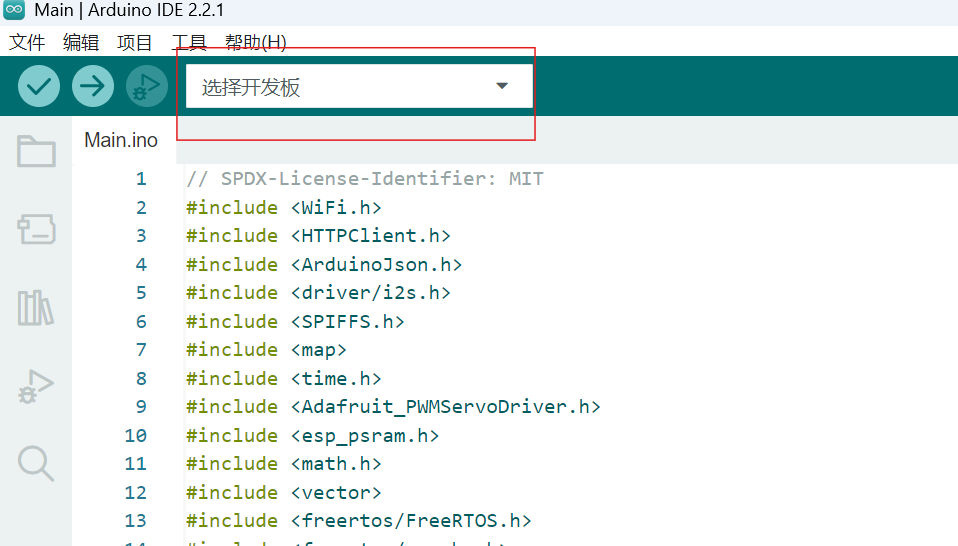 Main | Arduino IDE 2.2.1
文件 编辑 项目 工具 帮助(H)
选择开发板
Main.ino
1 // SPDX-License-Identifier: MIT
2 #include <WiFi.h>
3 #include <HTTPClient.h>
4 #include <ArduinoJson.h>
5 #include <driver/i2s.h>
6 #include <SPIFFS.h>
7 #include <map>
8 #include <time.h>
9 #include <Adafruit_PWMServoDriver.h>
10 #include <esp_psram.h>
11 #include <math.h>
12 #include <vector>
13 #include <freertos/FreeRTOS.h>